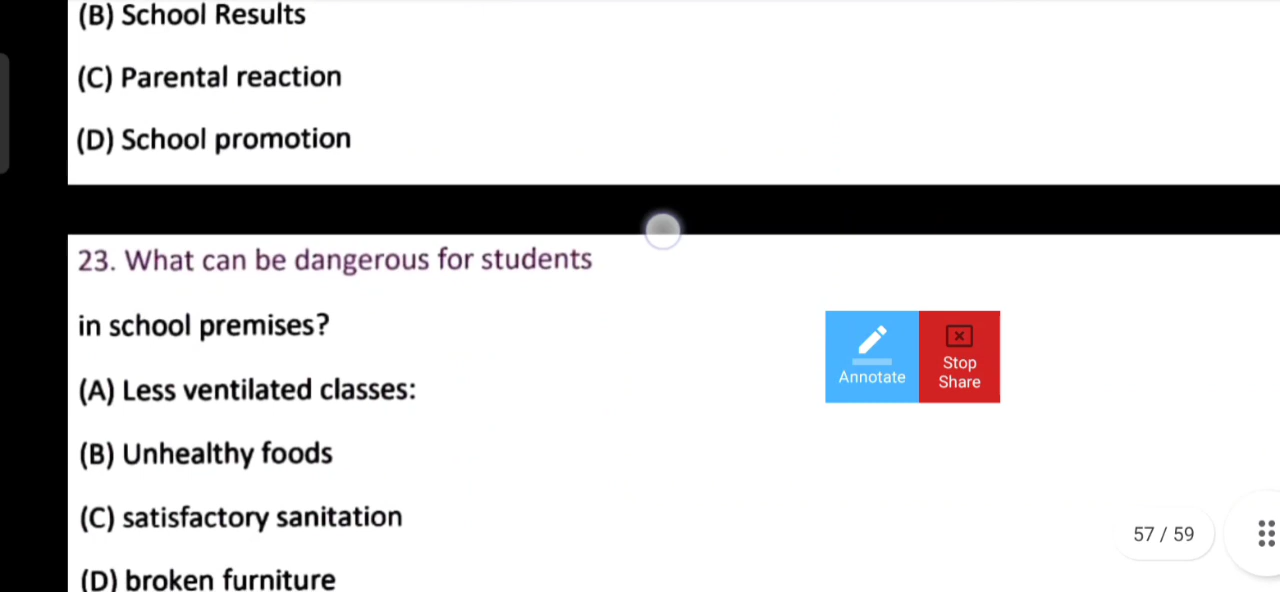 (B) School Results
(C) Parental reaction
(D) School promotion
23. What can be dangerous for students
in school premises?
(A) Less ventilated classes:
(B) Unhealthy foods
(C) satisfactory sanitation
(D) broken furniture
Annotate
Stop
Share
57 / 59